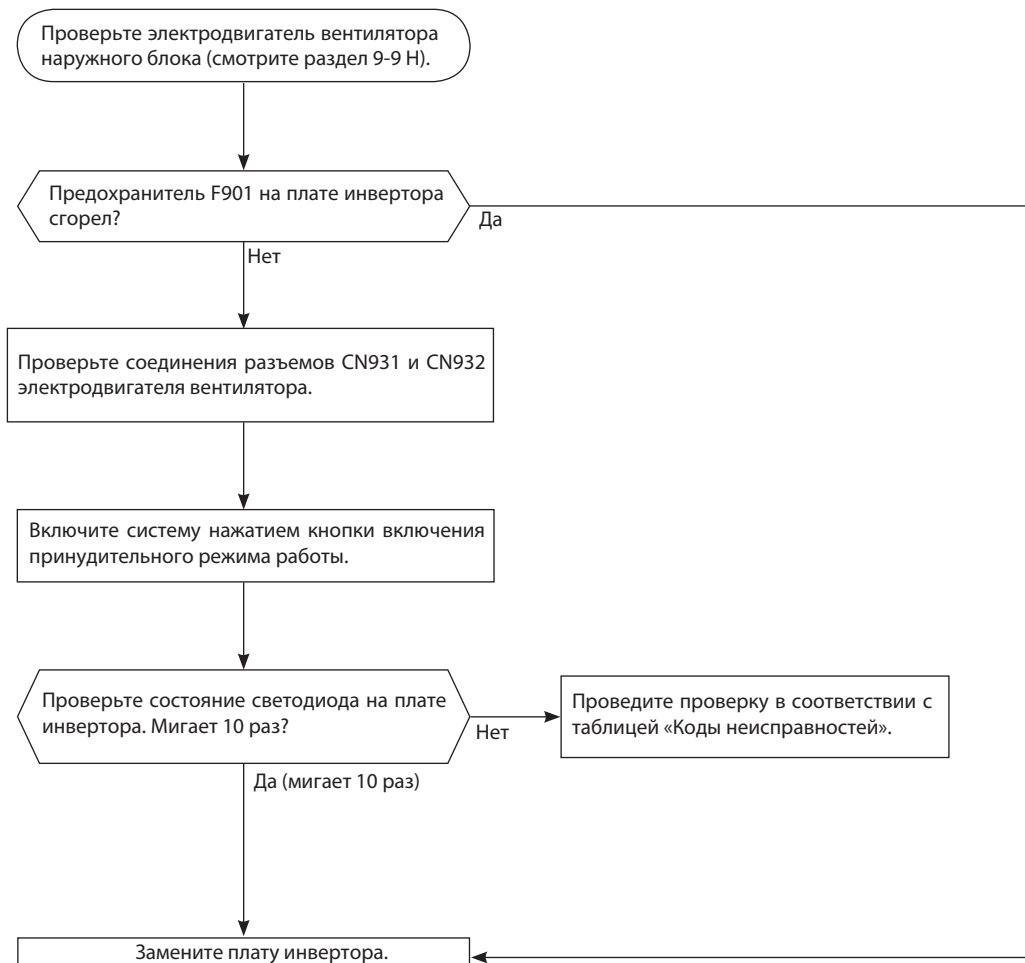 Проверьте электродвигатель вентилятора
наружного блока (смотрите раздел 9-9 H).
Предохранитель F901 на плате инвертора
сгорел?
Да
Нет
Проверьте соединения разъемов CN931 и CN932
электродвигателя вентилятора.
Включите систему нажатием кнопки включения
принудительного режима работы.
Проверьте состояние светодиода на плате
инвертора. Мигает 10 раз?
Нет
Проведите проверку в соответствии с
таблицей «Коды неисправностей».
Да (мигает 10 раз)
Замените плату инвертора.